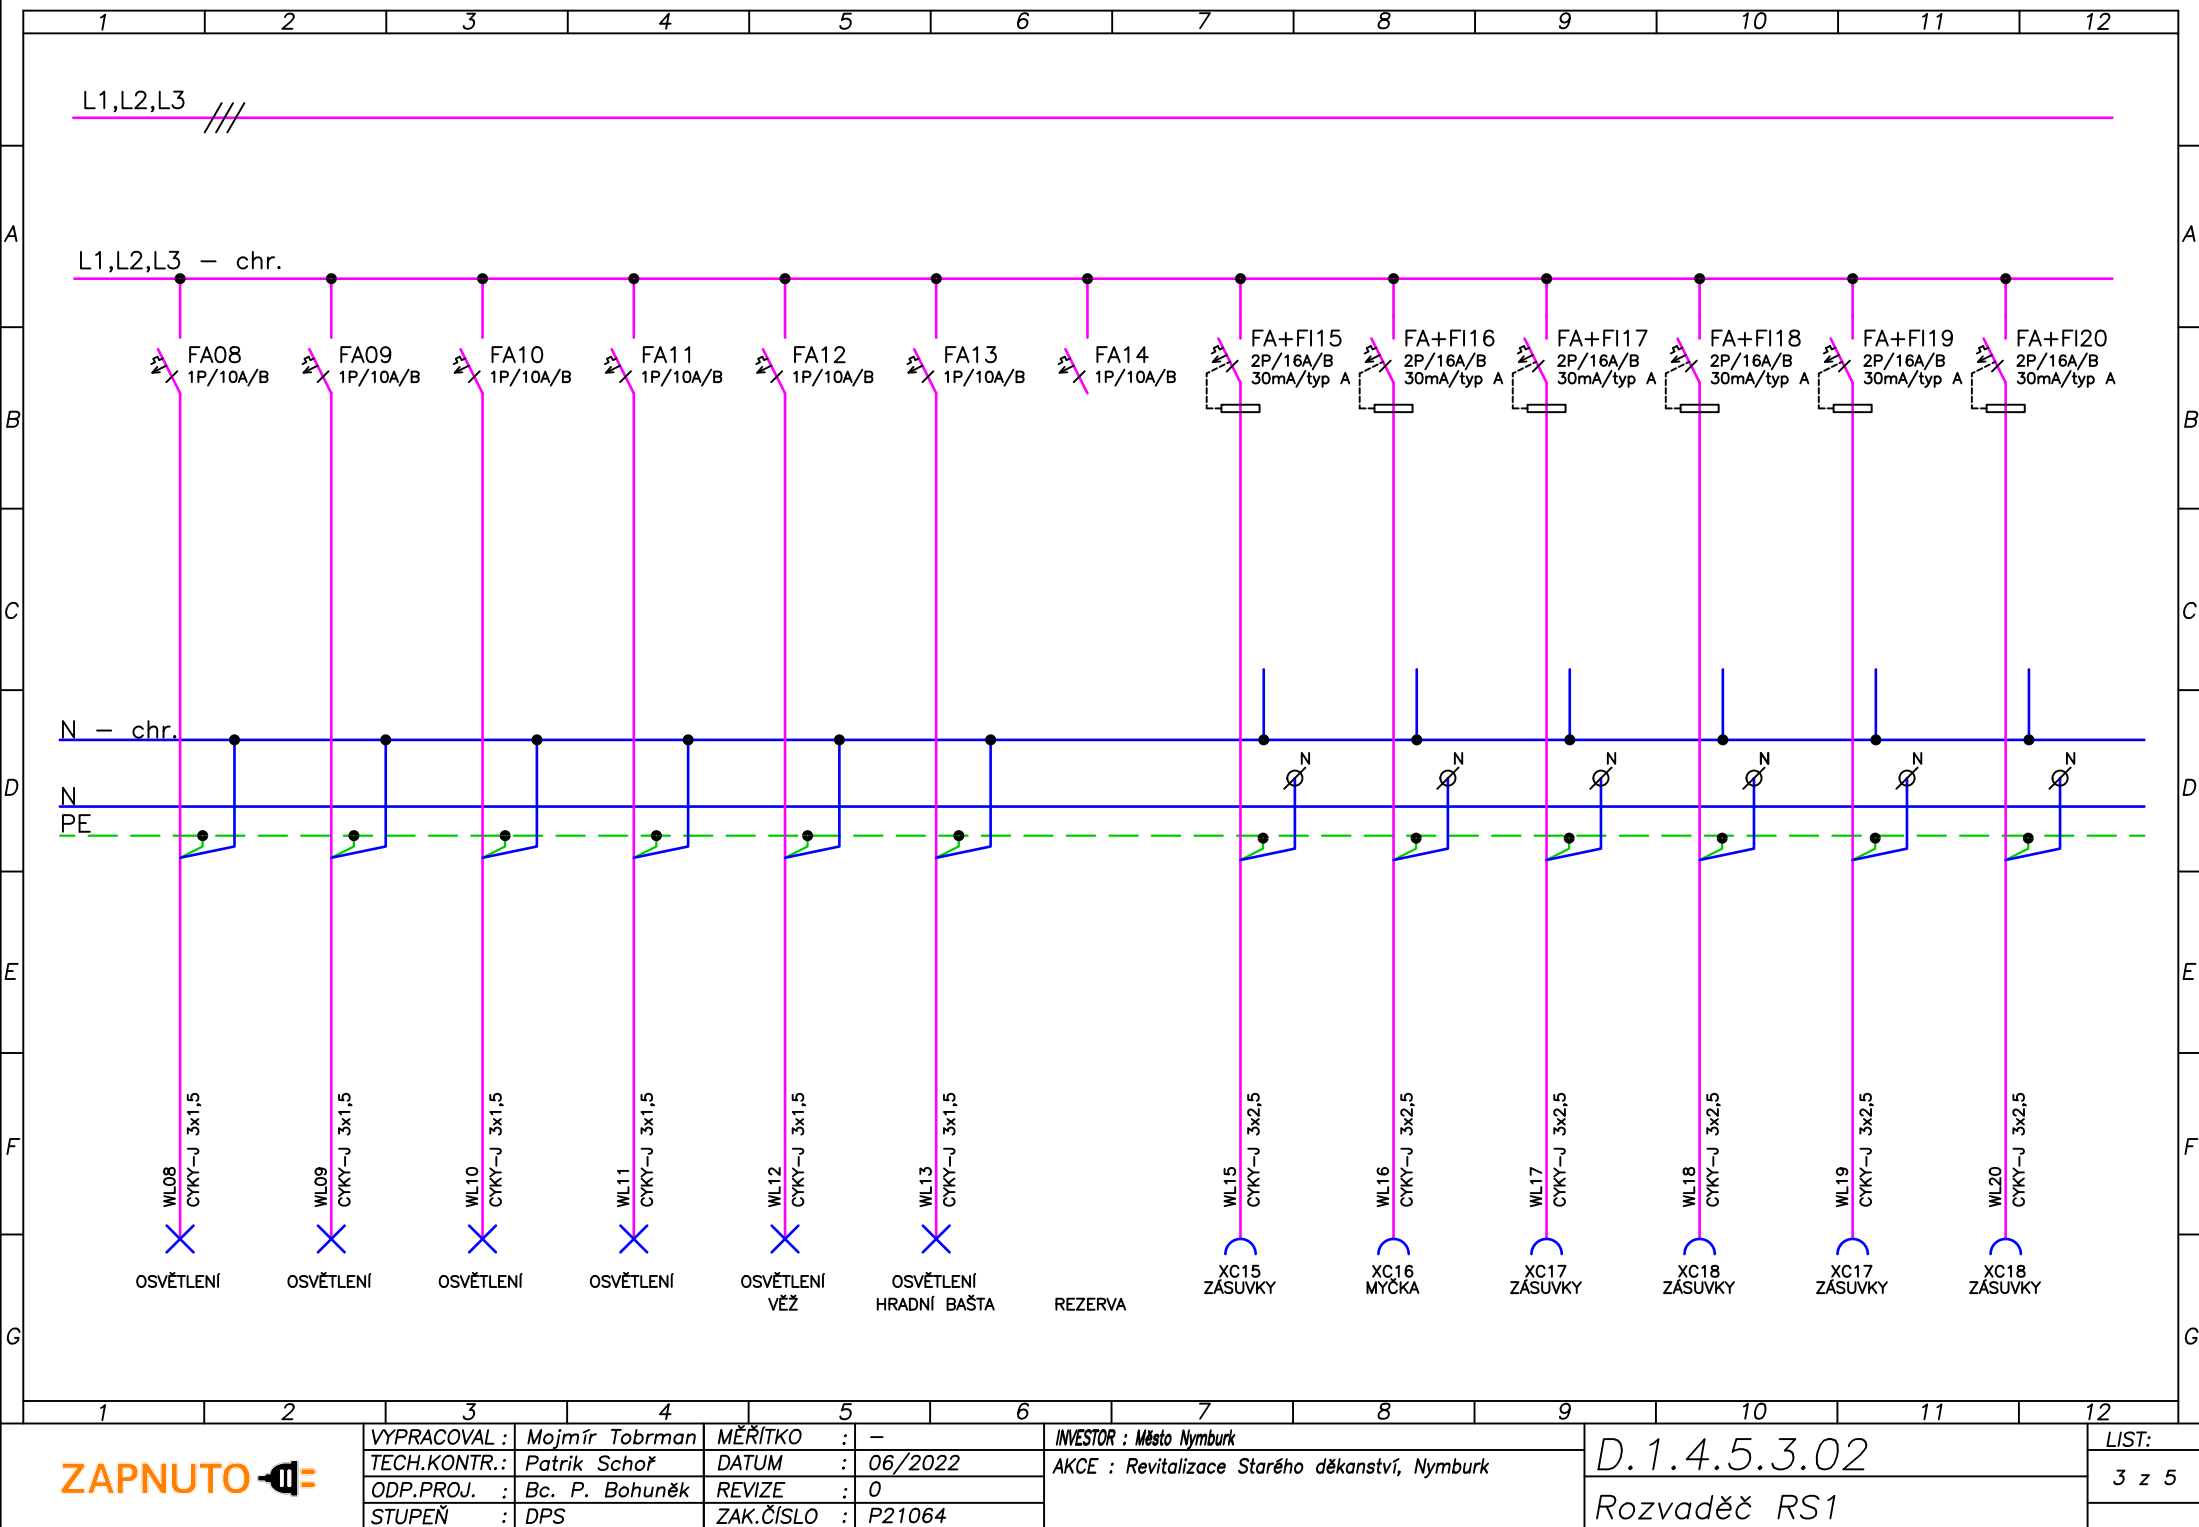 1 2 3 4 5 6 7 8 9 10 11 12
L1,L2,L3
A A
L1,L2,L3 – chr.
FA08
1P/10A/B
FA09
1P/10A/B
FA10
1P/10A/B
FA11
1P/10A/B
FA12
1P/10A/B
FA13
1P/10A/B
FA14
1P/10A/B
FA+FI15
2P/16A/B
30mA/typ A
FA+FI16
2P/16A/B
30mA/typ A
FA+FI17
2P/16A/B
30mA/typ A
FA+FI18
2P/16A/B
30mA/typ A
FA+FI19
2P/16A/B
30mA/typ A
FA+FI20
2P/16A/B
30mA/typ A
B B
C C
N – chr.
N N N N N N
D D
N
PE
E E
F F
WL08
CYKY-J 3x1,5
WL09
CYKY-J 3x1,5
WL10
CYKY-J 3x1,5
WL11
CYKY-J 3x1,5
WL12
CYKY-J 3x1,5
WL13
CYKY-J 3x1,5
WL15
CYKY-J 3x2,5
WL16
CYKY-J 3x2,5
WL17
CYKY-J 3x2,5
WL18
CYKY-J 3x2,5
WL19
CYKY-J 3x2,5
WL20
CYKY-J 3x2,5
OSVĚTLENÍ
OSVĚTLENÍ
OSVĚTLENÍ
OSVĚTLENÍ
OSVĚTLENÍ
VĚŽ
OSVĚTLENÍ
HRADNÍ BAŠTA
REZERVA
XC15
ZÁSUVKY
XC16
MYČKA
XC17
ZÁSUVKY
XC18
ZÁSUVKY
XC17
ZÁSUVKY
XC18
ZÁSUVKY
G G
1 2 3 4 5 6 7 8 9 10 11 12
ZAPNUTO
VYPRACOVAL : Mojmír Tobrman
TECH.KONTR.: Patrik Schoř
ODP.PROJ. : Bc. P. Bohuněk
STUPEŇ : DPS
MĚŘÍTKO : –
DATUM : 06/2022
REVIZE : 0
ZAK.ČÍSLO : P21064
INVESTOR : Město Nymburk
AKCE : Revitalizace Starého děkanství, Nymburk
D.1.4.5.3.02
Rozvaděč RS1
LIST:
3 z 5